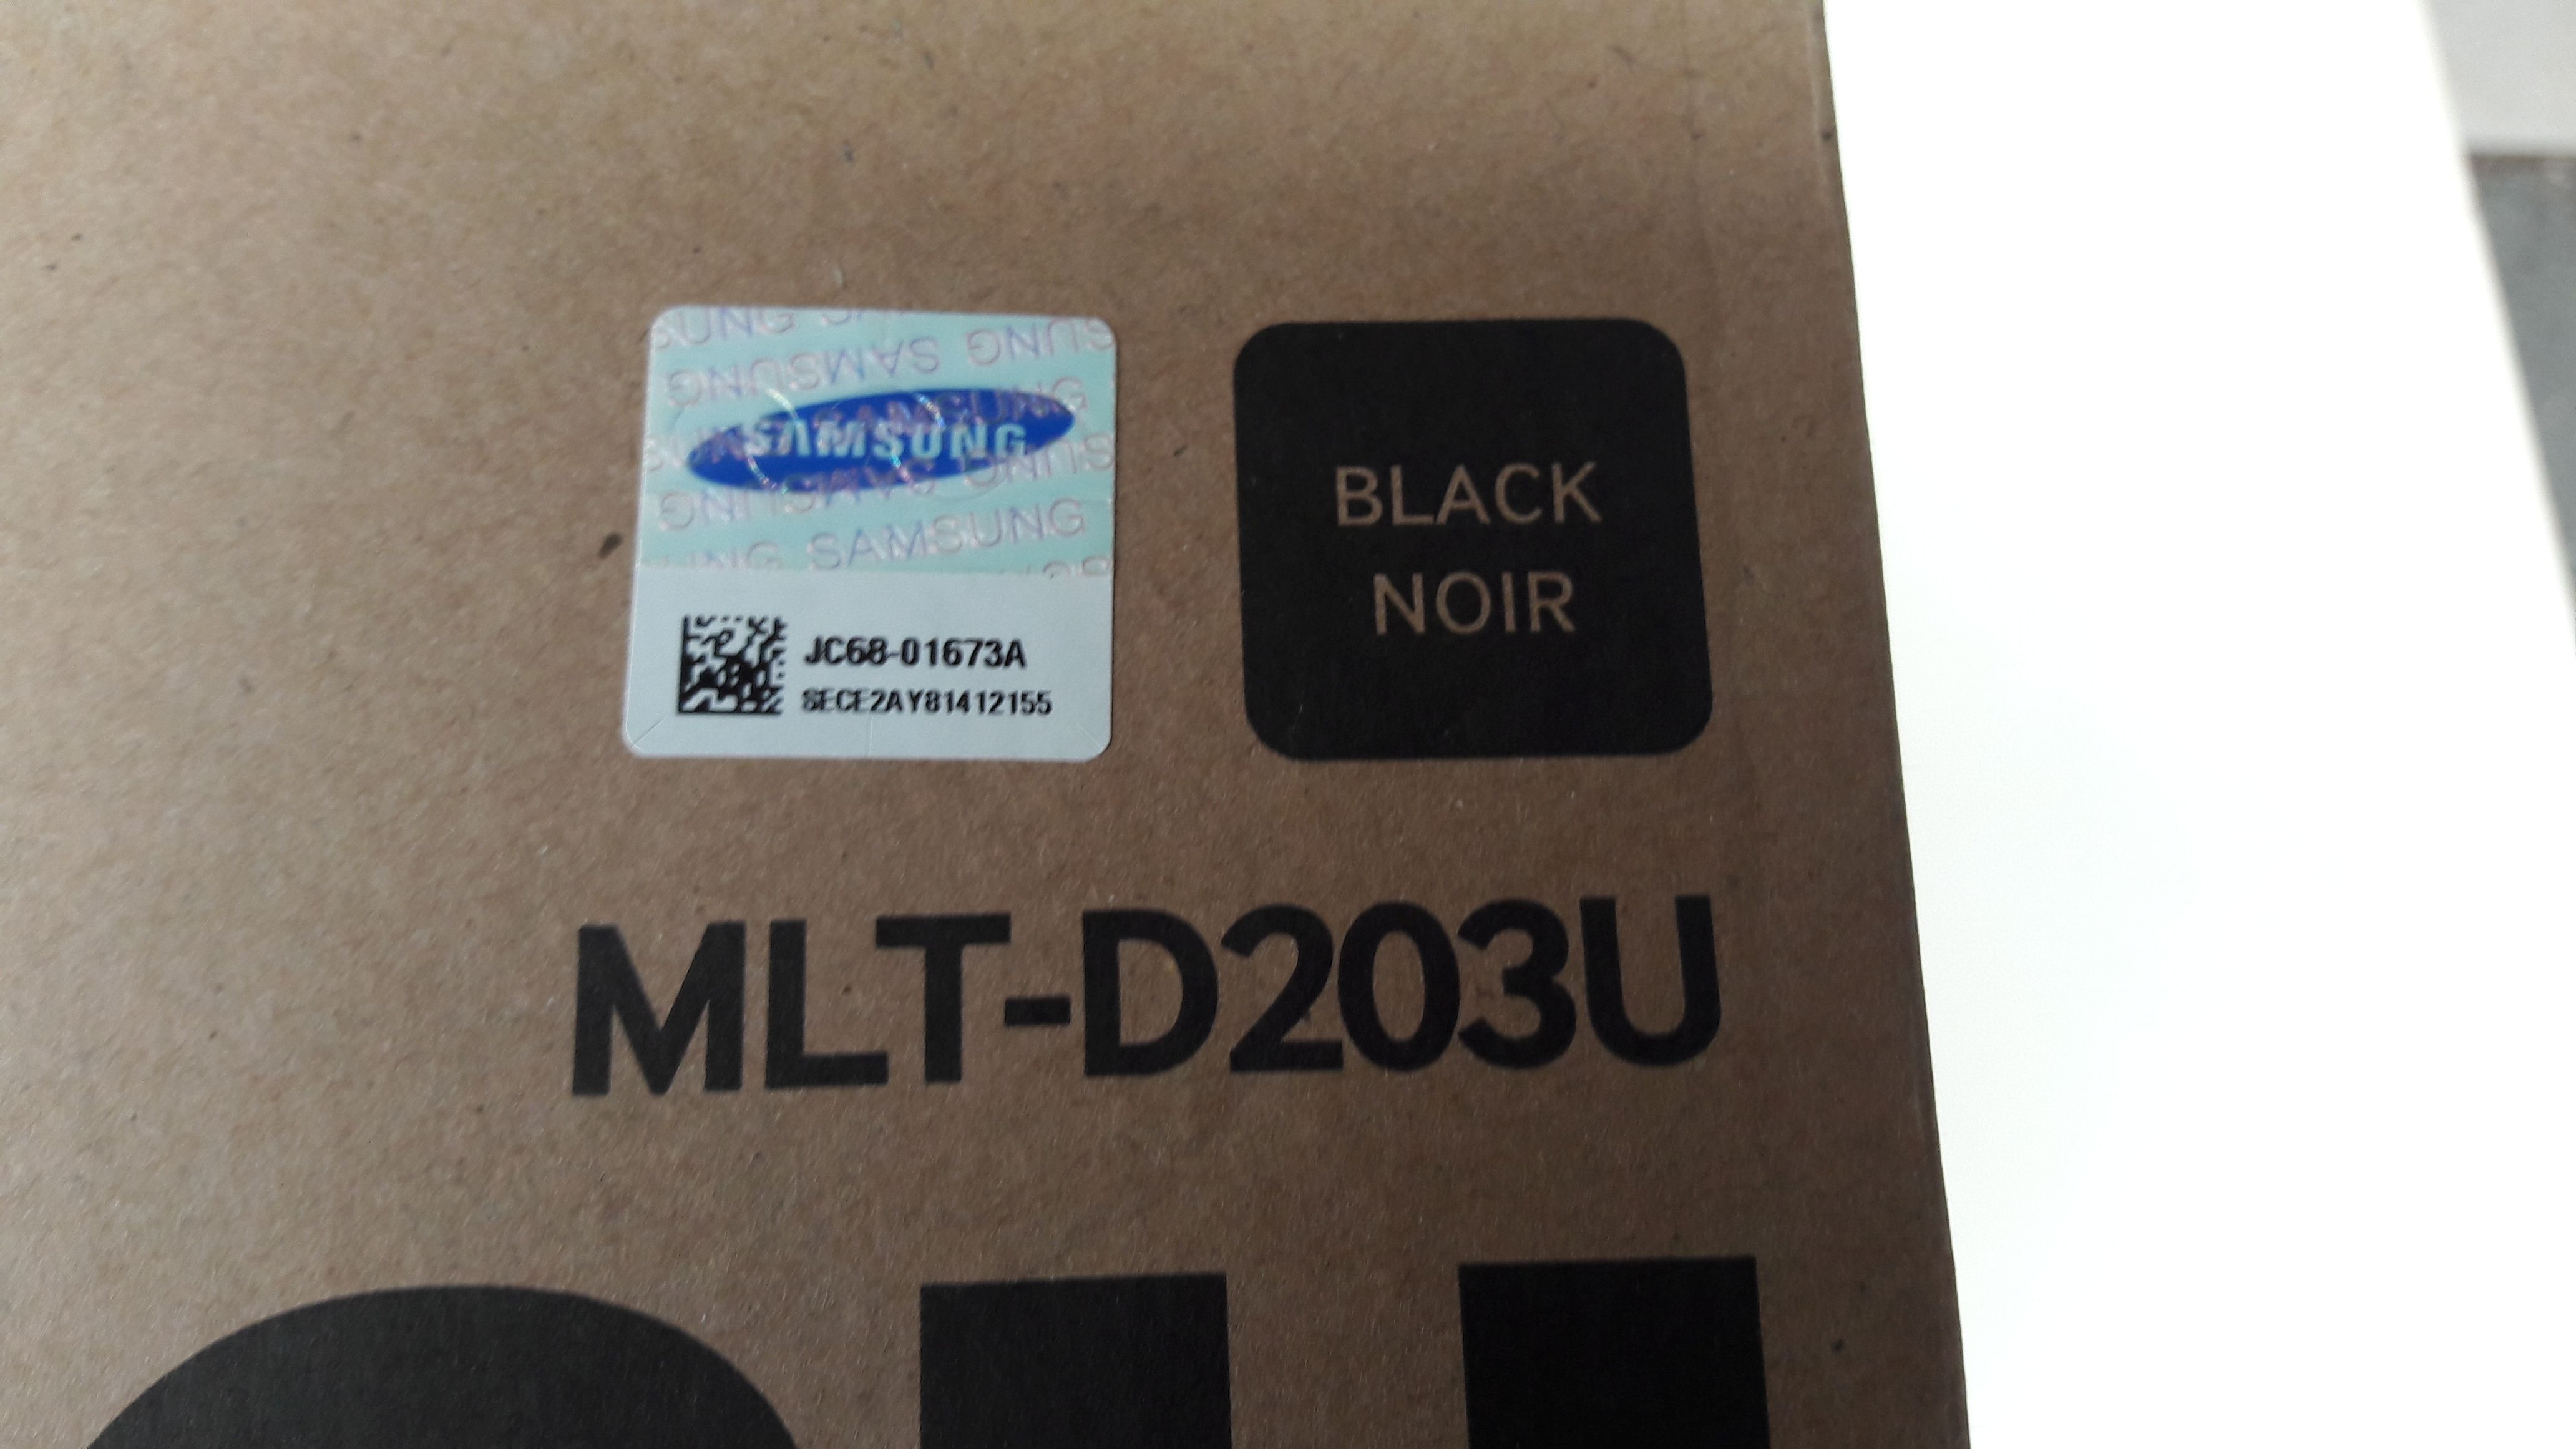 SAMSUNG
JC68-01673A
SECE2AY81412155
BLACK
NOIR
MLT-D203U